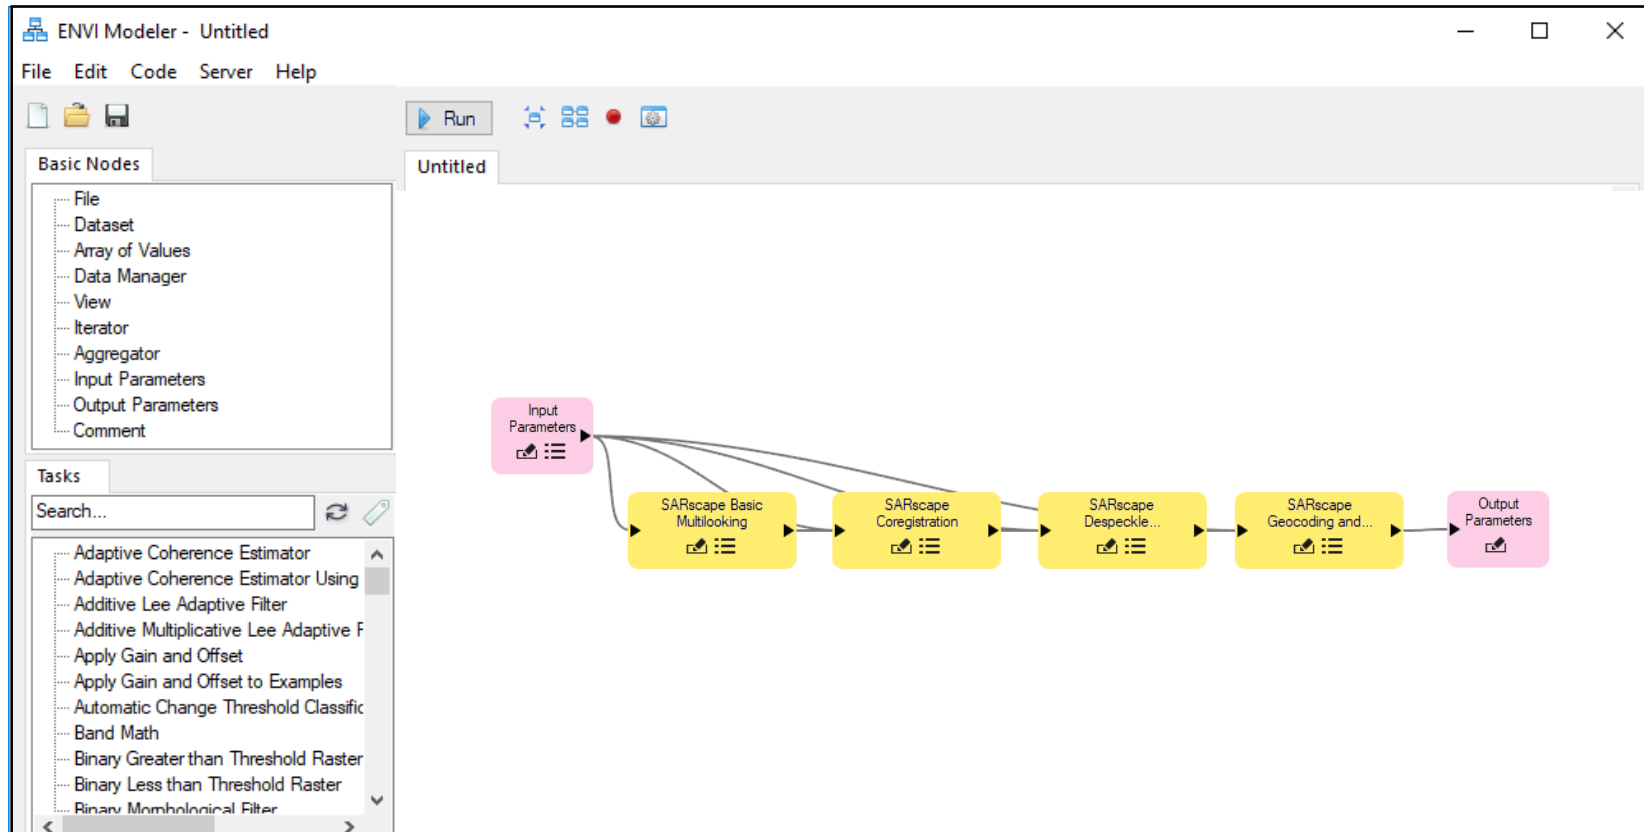 ENVI Modeler - Untitled
File Edit Code Server Help
Run
Basic Nodes
Untitled
File
Dataset
Array of Values
Data Manager
View
Iterator
Aggregator
Input Parameters
Output Parameters
Comment
Tasks
Search...
Adaptive Coherence Estimator
Adaptive Coherence Estimator Using
Additive Lee Adaptive Filter
Additive Multiplicative Lee Adaptive F
Apply Gain and Offset
Apply Gain and Offset to Examples
Automatic Change Threshold Classific
Band Math
Binary Greater than Threshold Raster
Binary Less than Threshold Raster
Binary Morphological Filter
Input
Parameters
SARscape Basic
Multilooking
SARscape
Coregistration
SARscape
Despeckle...
SARscape
Geocoding and...
Output
Parameters